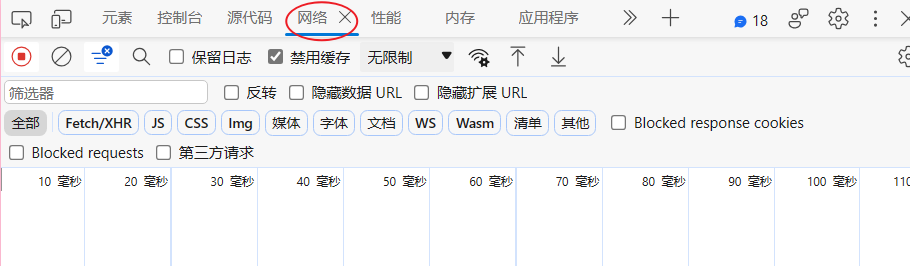 元素 控制台 源代码 网络 性能 内存 应用程序 18
保留日志 禁用缓存 无限制
筛选器 反转 隐藏数据 URL 隐藏扩展 URL
全部 Fetch/XHR JS CSS Img 媒体 字体 文档 WS Wasm 清单 其他 Blocked response cookies
Blocked requests 第三方请求
10 毫秒 20 毫秒 30 毫秒 40 毫秒 50 毫秒 60 毫秒 70 毫秒 80 毫秒 90 毫秒 100 毫秒 110